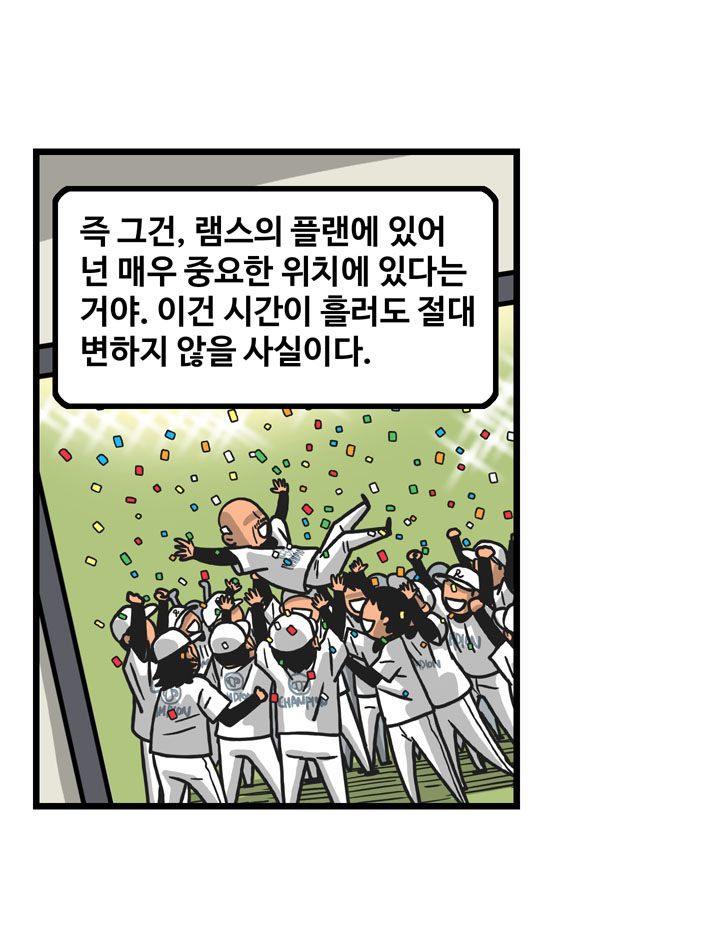 즉 그건, 램스의 플랜에 있어
넌 매우 중요한 위치에 있다는
거야. 이건 시간이 흘러도 절대
변하지 않을 사실이다.
CHAMPION